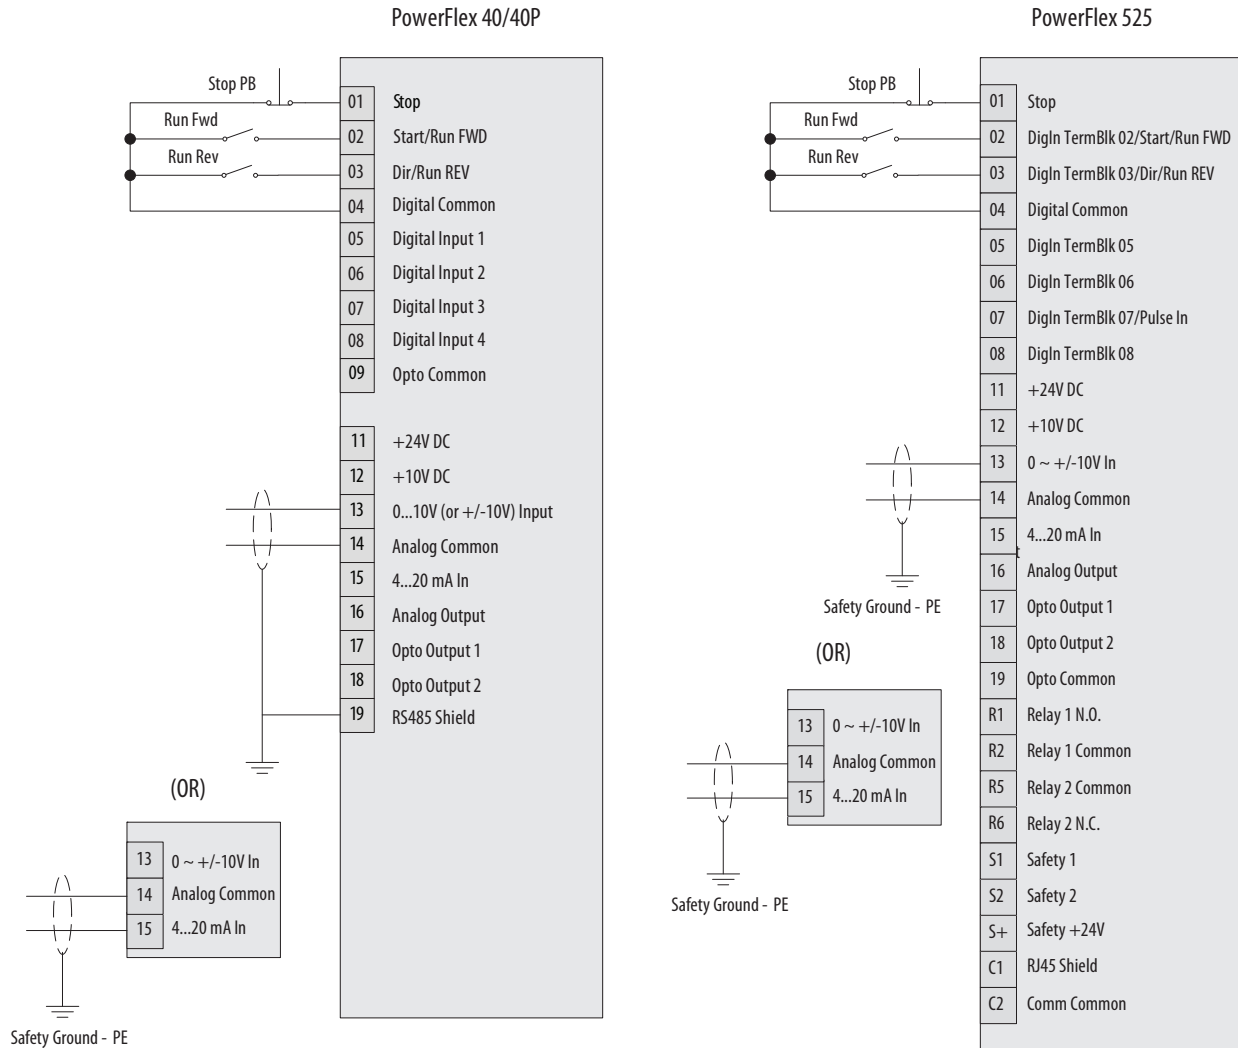 PowerFlex 40/40P
Stop PB
Run Fwd
Run Rev
01 Stop
02 Start/Run FWD
03 Dir/Run REV
04 Digital Common
05 Digital Input 1
06 Digital Input 2
07 Digital Input 3
08 Digital Input 4
09 Opto Common
11 +24V DC
12 +10V DC
13 0...10V (or +/-10V) Input
14 Analog Common
15 4...20 mA In
16 Analog Output
17 Opto Output 1
18 Opto Output 2
19 RS485 Shield
(OR)
13 0 ~ +/-10V In
14 Analog Common
15 4...20 mA In
Safety Ground - PE
PowerFlex 525
Stop PB
Run Fwd
Run Rev
01 Stop
02 DigIn TermBlk 02/Start/Run FWD
03 DigIn TermBlk 03/Dir/Run REV
04 Digital Common
05 DigIn TermBlk 05
06 DigIn TermBlk 06
07 DigIn TermBlk 07/Pulse In
08 DigIn TermBlk 08
11 +24V DC
12 +10V DC
13 0 ~ +/-10V In
14 Analog Common
15 4...20 mA In
t
16 Analog Output
17 Opto Output 1
18 Opto Output 2
19 Opto Common
R1 Relay 1 N.O.
R2 Relay 1 Common
R5 Relay 2 Common
R6 Relay 2 N.C.
S1 Safety 1
S2 Safety 2
S+ Safety +24V
C1 RJ45 Shield
C2 Comm Common
Safety Ground - PE
(OR)
13 0 ~ +/-10V In
14 Analog Common
15 4...20 mA In
Safety Ground - PE